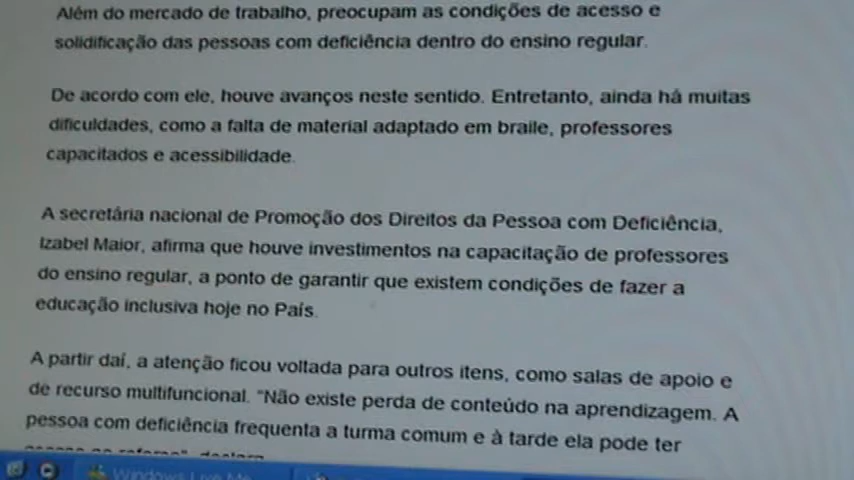 Além do mercado de trabalho, preocupam as condições de acesso e
solidificação das pessoas com deficiência dentro do ensino regular.
De acordo com ele, houve avanços neste sentido. Entretanto, ainda há muitas
dificuldades, como a falta de material adaptado em braile, professores
capacitados e acessibilidade.
A secretária nacional de Promoção dos Direitos da Pessoa com Deficiência,
Izabel Maior, afirma que houve investimentos na capacitação de professores
do ensino regular, a ponto de garantir que existem condições de fazer a
educação inclusiva hoje no País.
A partir daí, a atenção ficou voltada para outros itens, como salas de apoio e
de recurso multifuncional. "Não existe perda de conteúdo na aprendizagem. A
pessoa com deficiência frequenta a turma comum e à tarde ela pode ter
Windows Live Me...